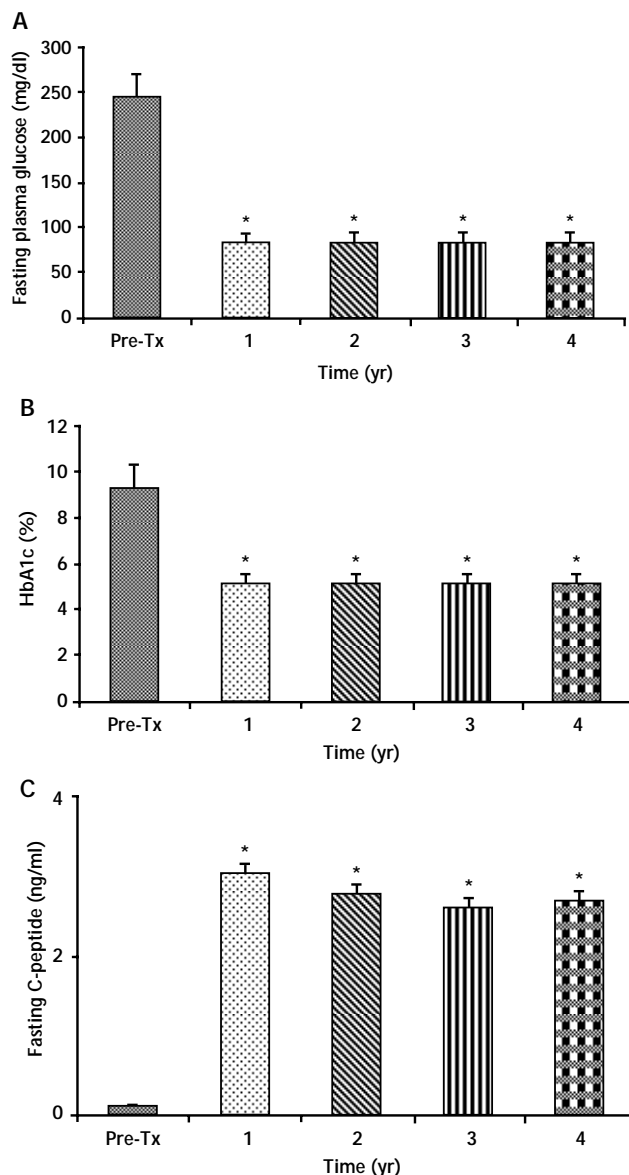 A
Fasting plasma glucose (mg/dl)
300
250
200
150
100
50
0
* * * *
Pre-Tx 1 2 3 4
Time (yr)
B
HbA1c (%)
12
10
8
6
4
2
0
* * * *
Pre-Tx 1 2 3 4
Time (yr)
C
Fasting C-peptide (ng/ml)
4
2
0
* * * *
Pre-Tx 1 2 3 4
Time (yr)